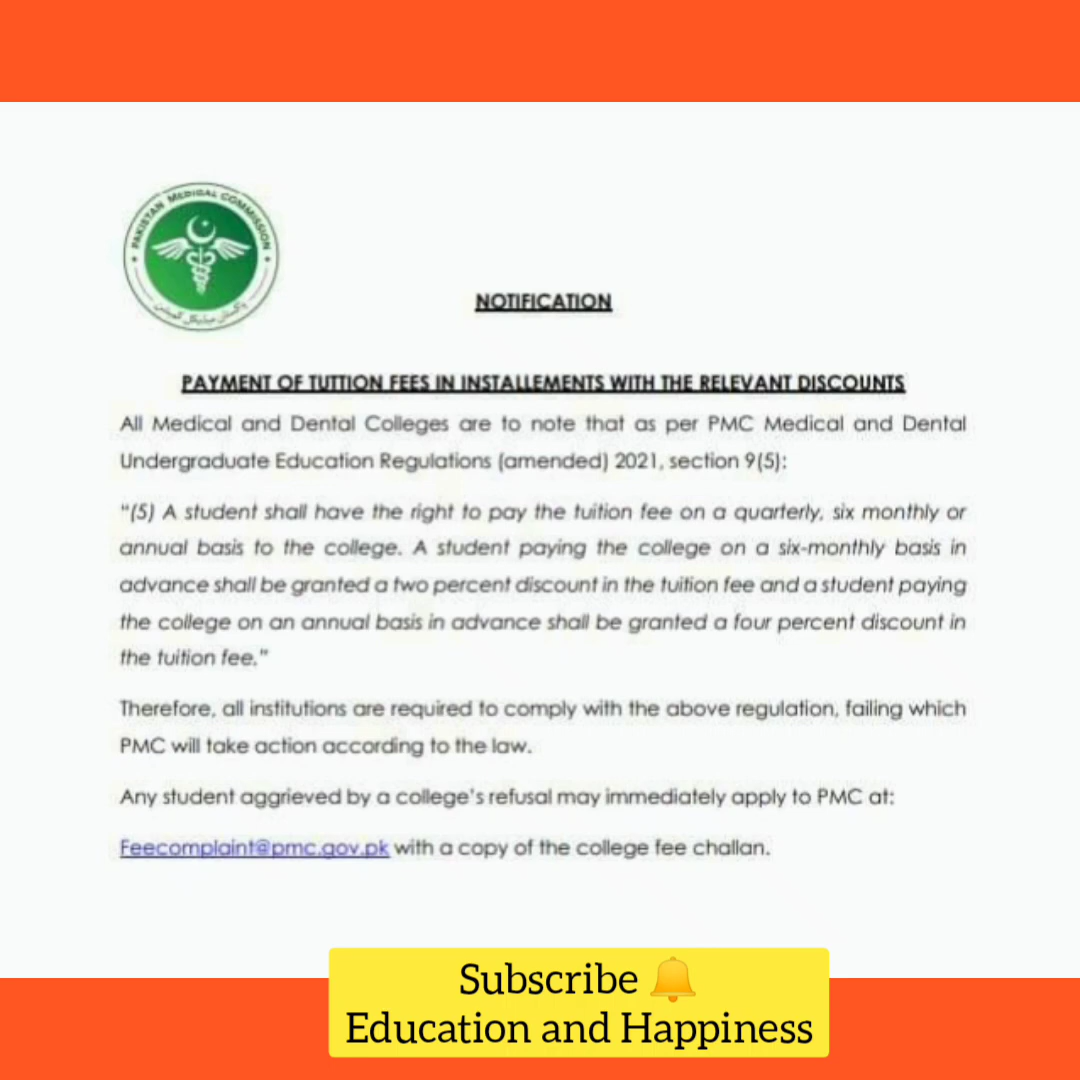 PAKISTAN MEDICAL COMMISSION
پاکستان میڈیکل کمیشن
NOTIFICATION
PAYMENT OF TUITION FEES IN INSTALLEMENTS WITH THE RELEVANT DISCOUNTS
All Medical and Dental Colleges are to note that as per PMC Medical and Dental
Undergraduate Education Regulations (amended) 2021, section 9(5):
"(5) A student shall have the right to pay the tuition fee on a quarterly, six monthly or
annual basis to the college. A student paying the college on a six-monthly basis in
advance shall be granted a two percent discount in the tuition fee and a student paying
the college on an annual basis in advance shall be granted a four percent discount in
the tuition fee."
Therefore, all institutions are required to comply with the above regulation, failing which
PMC will take action according to the law.
Any student aggrieved by a college's refusal may immediately apply to PMC at:
Feecomplaint@pmc.gov.pk with a copy of the college fee challan.
Subscribe 🔔
Education and Happiness